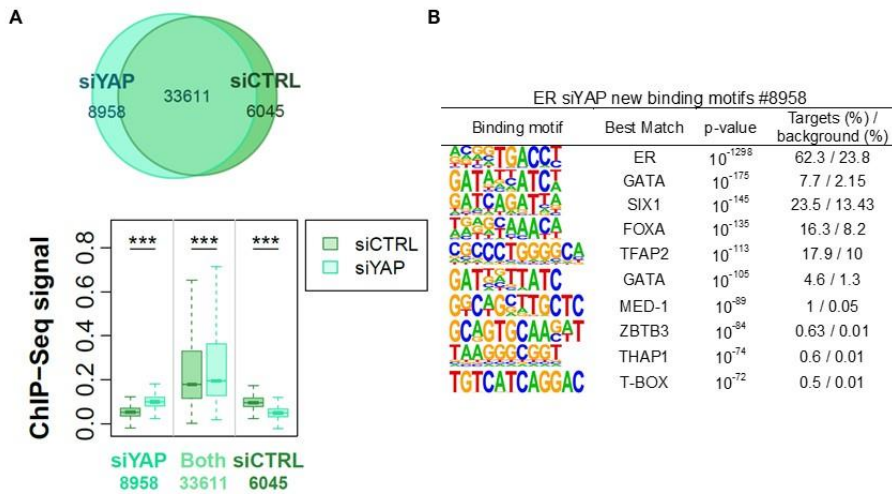 A
siYAP
8958
33611
siCTRL
6045
ChIP-Seq signal
0.8
0.6
0.4
0.2
0.0
***
***
***
siCTRL
siYAP
siYAP
8958
Both
33611
siCTRL
6045
B
ER siYAP new binding motifs #8958
Binding motif Best Match p-value Targets (%) / background (%)
ER 10-1298 62.3 / 23.8
GATA 10-175 7.7 / 2.15
SIX1 10-145 23.5 / 13.43
FOXA 10-135 16.3 / 8.2
CGCCCTGGGGCA TFAP2 10-113 17.9 / 10
GATA 10-105 4.6 / 1.3
MED-1 10-89 1 / 0.05
ZBTB3 10-84 0.63 / 0.01
TAAGGGCGGT THAP1 10-74 0.6 / 0.01
TGTCATCAGGAC T-BOX 10-72 0.5 / 0.01